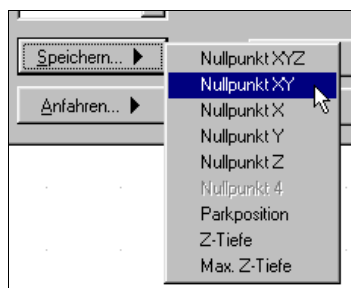 Speichern...
Anfahren...
Nullpunkt XYZ
Nullpunkt XY
Nullpunkt X
Nullpunkt Y
Nullpunkt Z
Nullpunkt 4
Parkposition
Z-Tiefe
Max. Z-Tiefe